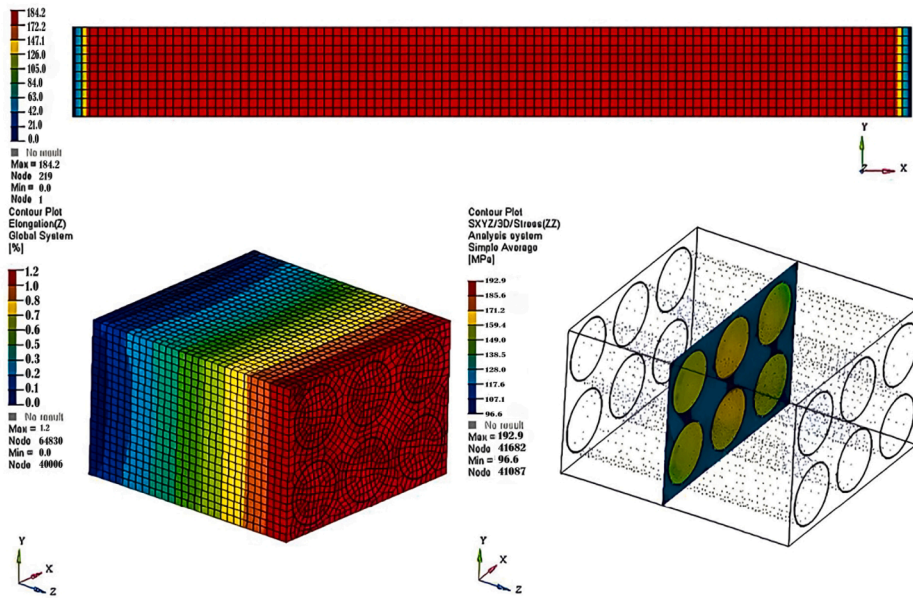 184.2
172.2
147.1
126.0
105.0
84.0
63.0
42.0
21.0
0.0
No result
Max = 184.2
Node 219
Min = 0.0
Node 1
Y
Z
X
Contour Plot
Elongation(Z)
Global System
[%]
1.2
1.0
0.8
0.7
0.6
0.5
0.3
0.2
0.1
0.0
No result
Max = 1.2
Node 64830
Min = 0.0
Node 40006
Y
X
Z
Contour Plot
SXYZ/3D/Stress(ZZ)
Analysis system
Simple Average
[MPa]
192.9
185.6
171.2
159.4
149.0
138.5
128.0
117.6
107.1
96.6
No result
Max = 192.9
Node 41682
Min = 96.6
Node 41087
Y
X
Z